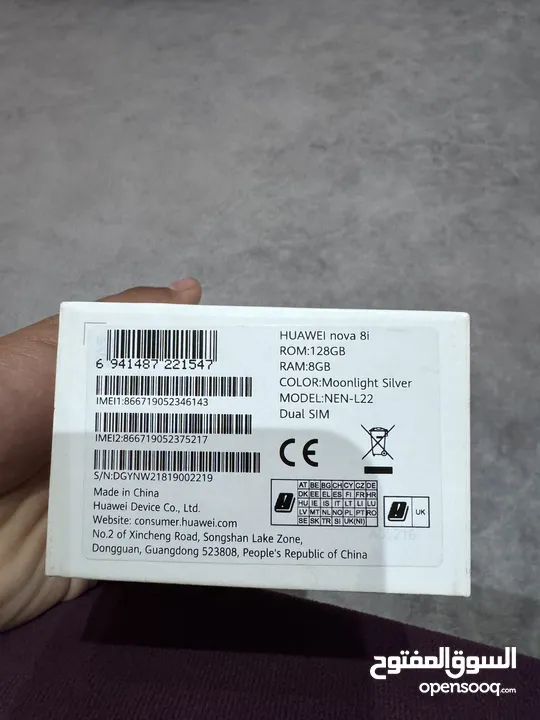 6 941487 221547
IMEI1:866719052346143
IMEI2:866719052375217
S/N:DGYNW21819002219
HUAWEI nova 8i
ROM:128GB
RAM:8GB
COLOR:Moonlight Silver
MODEL:NEN-L22
Dual SIM
CE
AT BE BG CH CY CZ DE
DK EE EL ES FI FR HR
HU IE IS IT LI LT LU
LV MT NL NO PL PT RO
SE SK TR SI UK(NI)
UK
Made in China
Huawei Device Co., Ltd.
Website: consumer.huawei.com
No.2 of Xincheng Road, Songshan Lake Zone,
Dongguan, Guangdong 523808, People's Republic of China
السوق المفتوح
opensooq.com